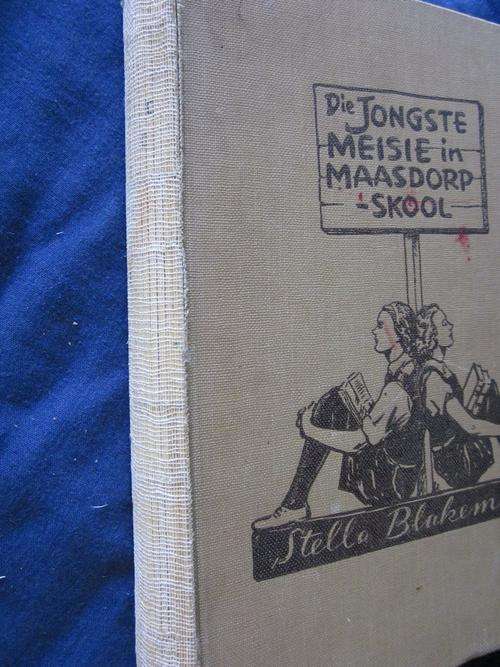 Die JONGSTE
MEISIE in
MAASDORP
-SKOOL
Stella Blakem